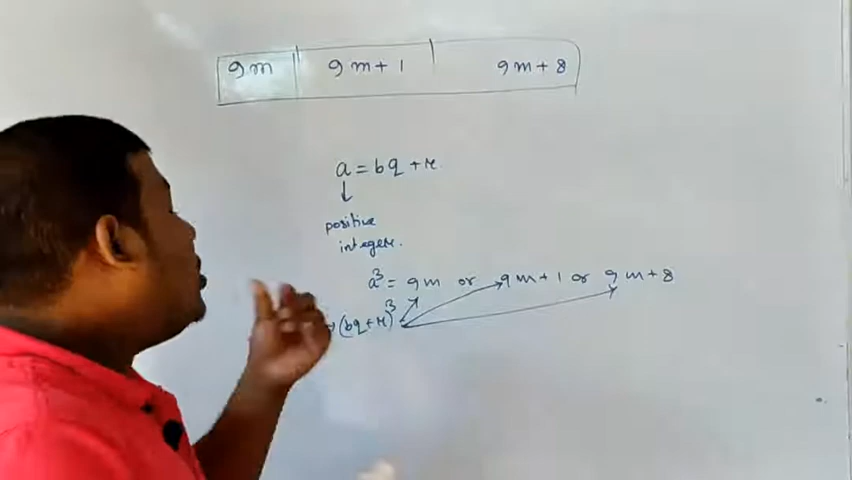 9m 9m+1 9m+8
a = bq + r
↓
positive
integer.
a³ = 9m or 9m+1 or 9m+8
(bq+r)³